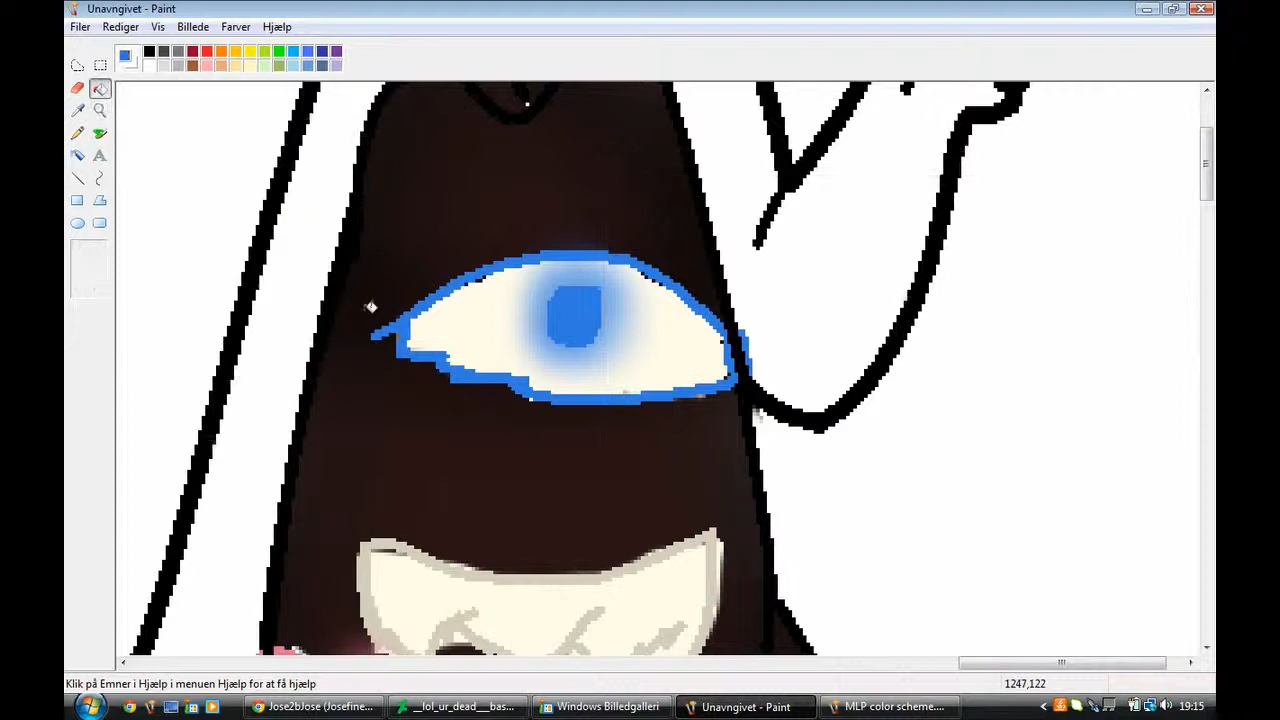 Unavngivet - Paint
Filer Rediger Vis Billede Farver Hjælp
A
Klik på Emner i Hjælp i menuen Hjælp for at få hjælp
1247,122
Jose2bJose (Josefine...
__lol_ur_dead___bas...
Windows Billedgalleri
Unavngivet - Paint
MLP color scheme....
19:15